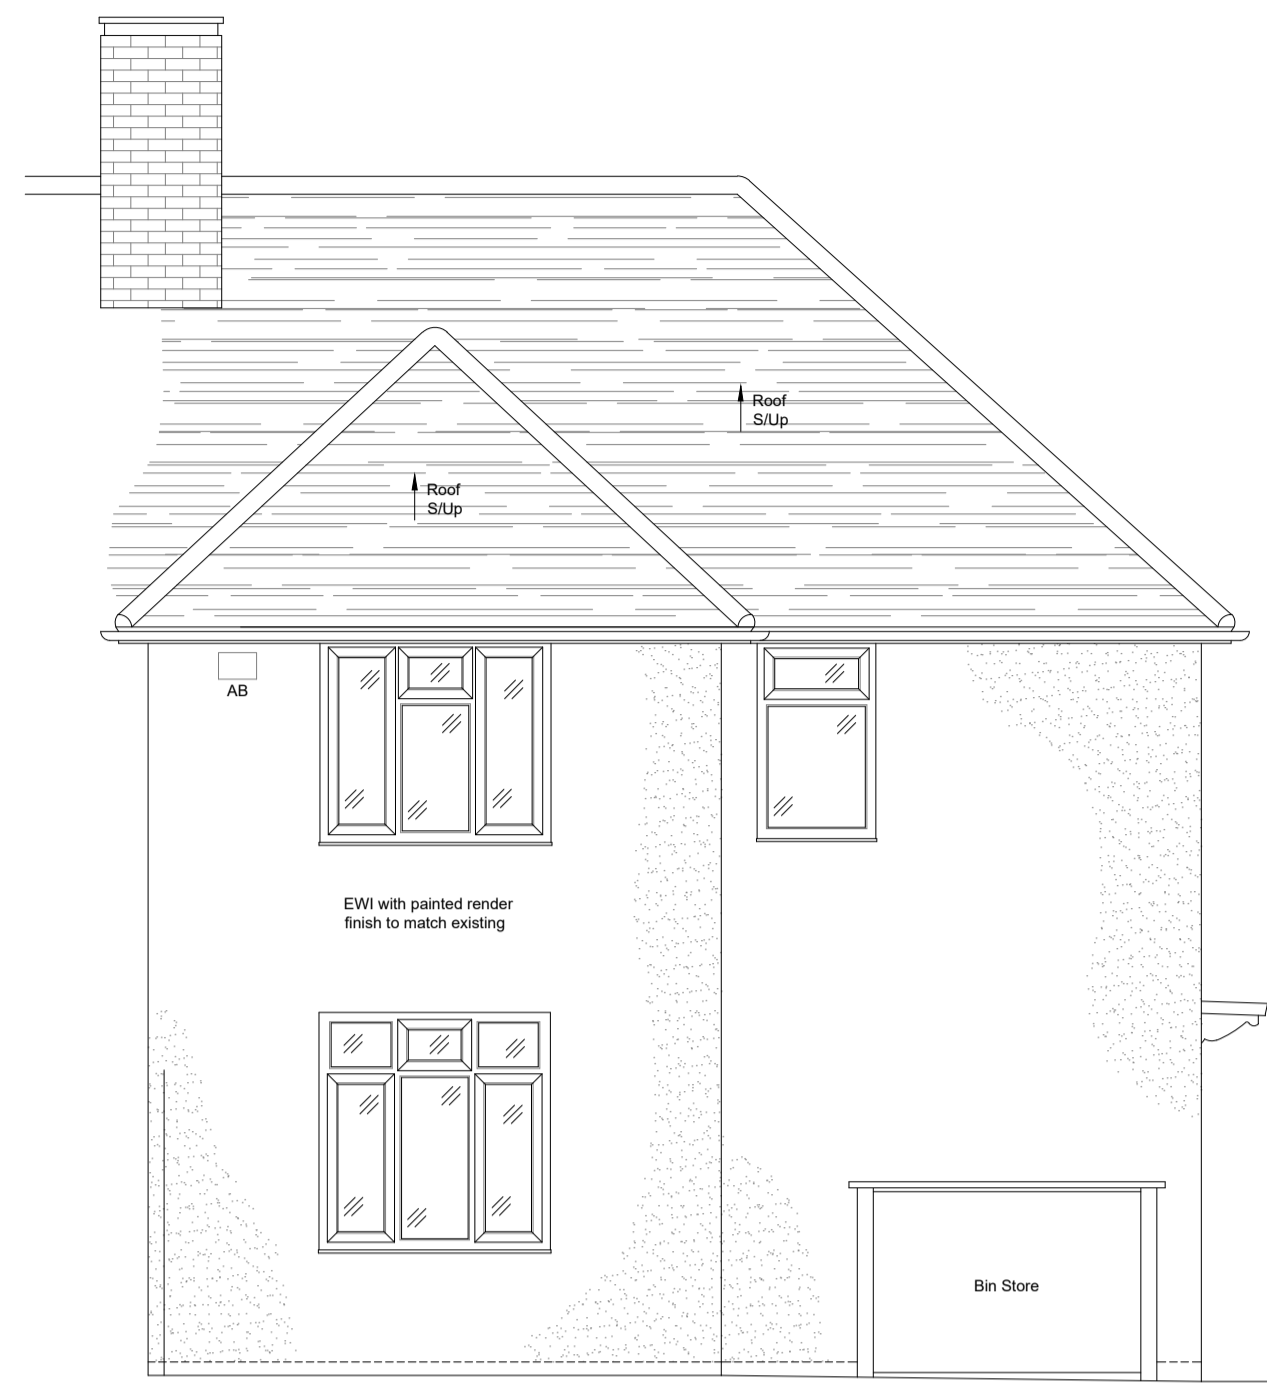 Roof
S/Up
Roof
S/Up
AB
EWI with painted render
finish to match existing
Bin Store